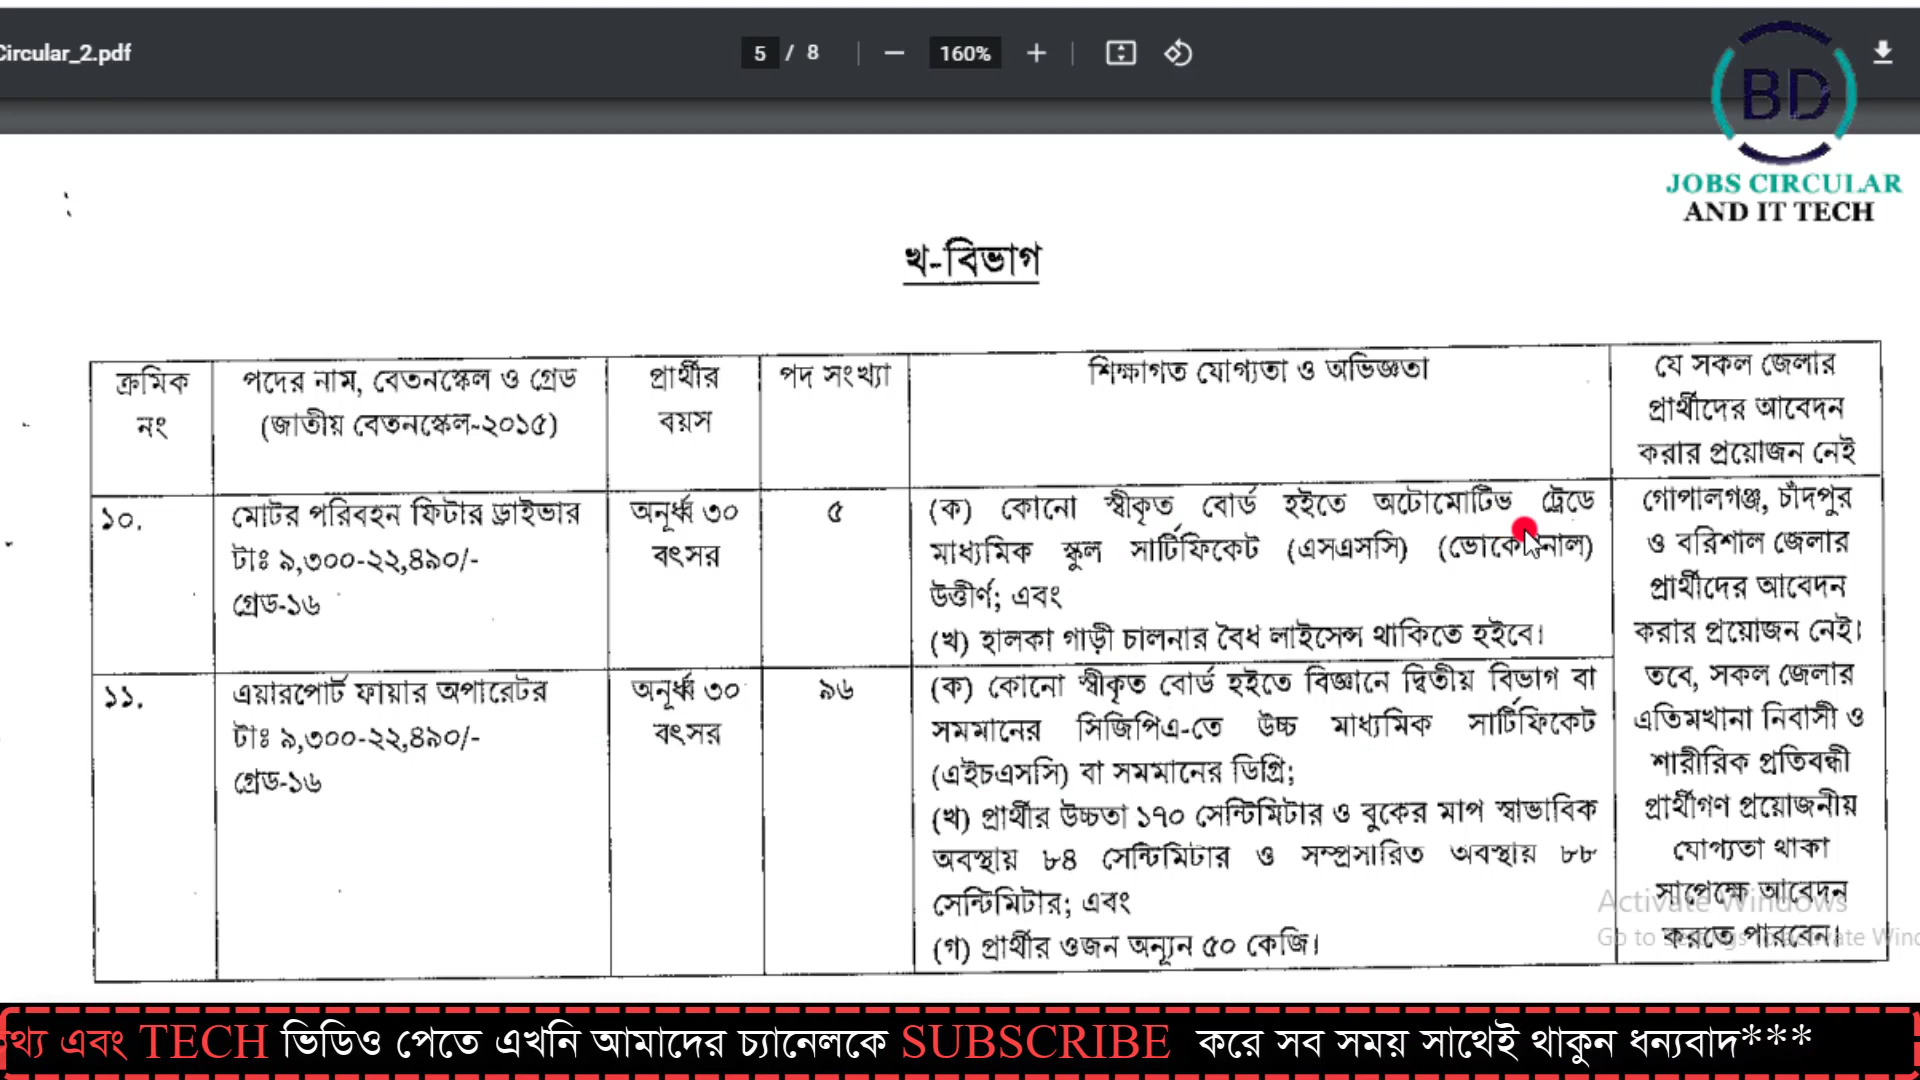 Circular_2.pdf
5 / 8
160%
BD
JOBS CIRCULAR
AND IT TECH
খ-বিভাগ
ক্রমিক নং
পদের নাম, বেতনস্কেল ও গ্রেড
(জাতীয় বেতনস্কেল-২০১৫)
প্রার্থীর বয়স
পদ সংখ্যা
শিক্ষাগত যোগ্যতা ও অভিজ্ঞতা
যে সকল জেলার
প্রার্থীদের আবেদন
করার প্রয়োজন নেই
১০.
মোটর পরিবহন ফিটার ড্রাইভার
টাঃ ৯,৩০০-২২,৪৯০/-
গ্রেড-১৬
অনূর্ধ্ব ৩০
বৎসর
৫
(ক) কোনো স্বীকৃত বোর্ড হইতে অটোমোটিভ ট্রেডে
মাধ্যমিক স্কুল সার্টিফিকেট (এসএসসি)
উত্তীর্ণ; এবং
(খ) হালকা গাড়ী চালনার বৈধ লাইসেন্স থাকিতে হইবে।
১১.
এয়ারপোর্ট ফায়ার অপারেটর
টাঃ ৯,৩০০-২২,৪৯০/-
গ্রেড-১৬
অনূর্ধ্ব ৩০
বৎসর
৯৬
(ক) কোনো স্বীকৃত বোর্ড হইতে বিজ্ঞানে দ্বিতীয় বিভাগ বা
সমমানের সিজিপিএ-তে উচ্চ মাধ্যমিক সার্টিফিকেট
(এইচএসসি) বা সমমানের ডিগ্রি;
(খ) প্রার্থীর উচ্চতা ১৭০ সেন্টিমিটার ও বুকের মাপ স্বাভাবিক
অবস্থায় ৮৪ সেন্টিমিটার ও সম্প্রসারিত অবস্থায় ৮৮
সেন্টিমিটার; এবং
(গ) প্রার্থীর ওজন অন্যূন ৫০ কেজি।
গোপালগঞ্জ, চাঁদপুর
ও বরিশাল জেলার
প্রার্থীদের আবেদন
করার প্রয়োজন নেই।
তবে, সকল জেলার
এতিমখানা নিবাসী ও
শারীরিক প্রতিবন্ধী
প্রার্থীগণ প্রয়োজনীয়
যোগ্যতা থাকা
সাপেক্ষে আবেদন
করতে পারবেন।
Activate Windows
Go to
এবং TECH ভিডিও পেতে এখনি আমাদের চ্যানেলকে SUBSCRIBE করে সব সময় সাথেই থাকুন ধন্যবাদ***